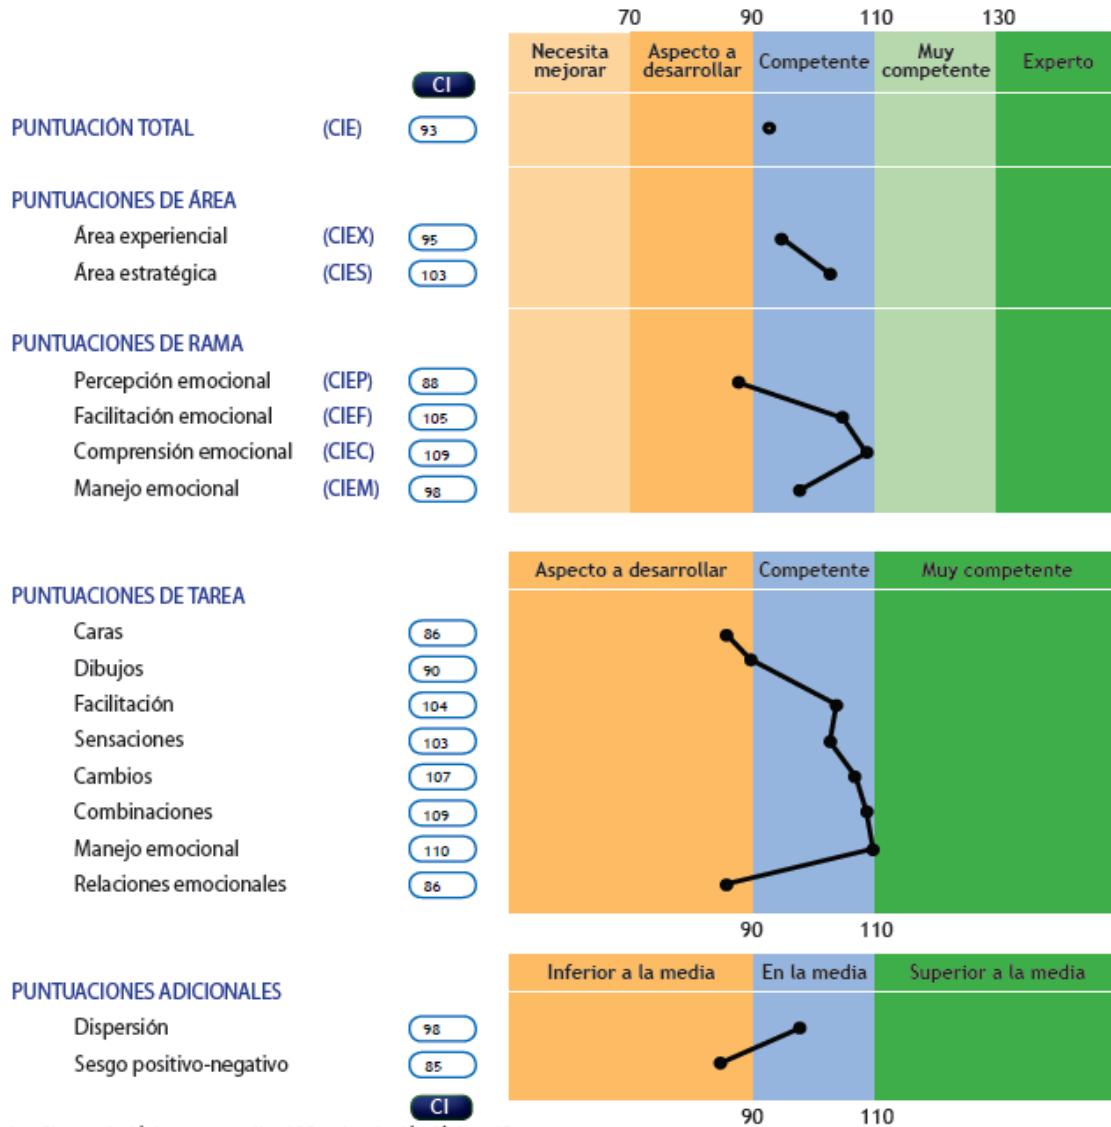 70 90 110 130
Necesita mejorar Aspecto a desarrollar Competente Muy competente Experto
CI
PUNTUACIÓN TOTAL (CIE) 93
PUNTUACIONES DE ÁREA
Área experiencial (CIEX) 95
Área estratégica (CIES) 103
PUNTUACIONES DE RAMA
Percepción emocional (CIEP) 88
Facilitación emocional (CIEF) 105
Comprensión emocional (CIEC) 109
Manejo emocional (CIEM) 98
Aspecto a desarrollar Competente Muy competente
PUNTUACIONES DE TAREA
Caras 86
Dibujos 90
Facilitación 104
Sensaciones 103
Cambios 107
Combinaciones 109
Manejo emocional 110
Relaciones emocionales 86
90 110
Inferior a la media En la media Superior a la media
PUNTUACIONES ADICIONALES
Dispersión 98
Sesgo positivo-negativo 85
CI
90 110